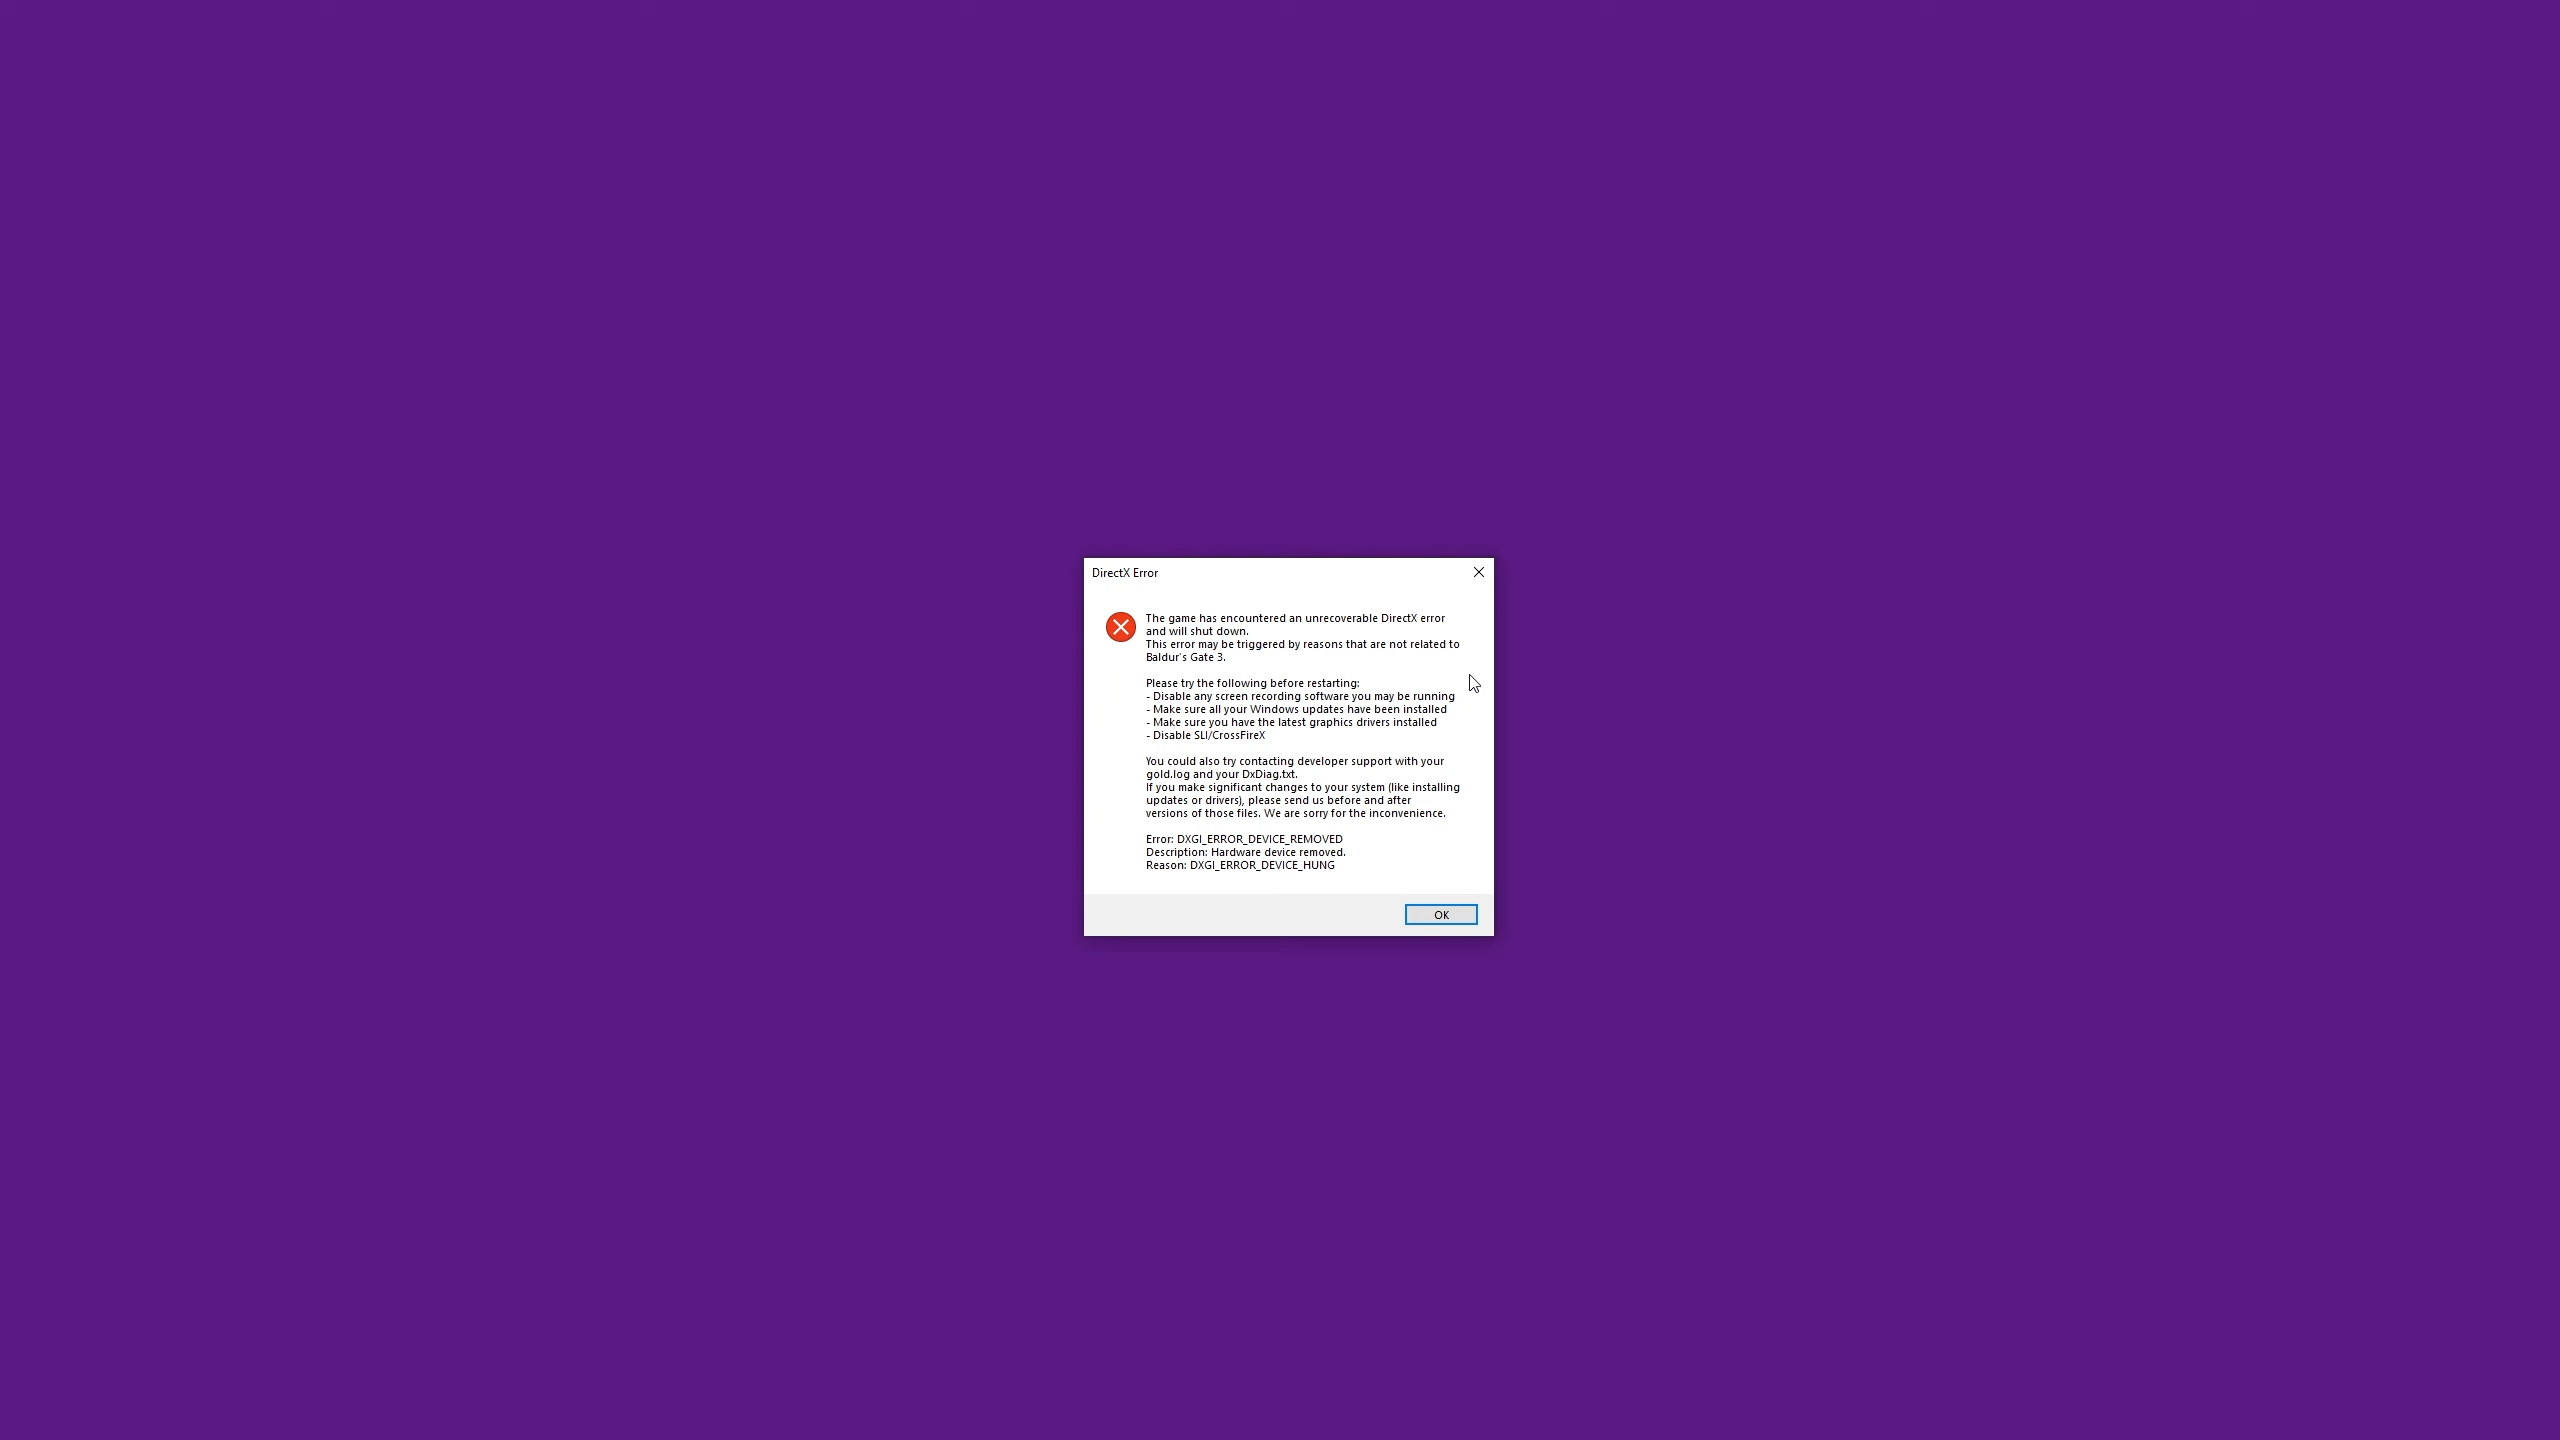 DirectX Error
The game has encountered an unrecoverable DirectX error
and will shut down.
This error may be triggered by reasons that are not related to
Baldur's Gate 3.
Please try the following before restarting:
- Disable any screen recording software you may be running
- Make sure all your Windows updates have been installed
- Make sure you have the latest graphics drivers installed
- Disable SLI/CrossFireX
You could also try contacting developer support with your
gold.log and your DxDiag.txt.
If you make significant changes to your system (like installing
updates or drivers), please send us before and after
versions of those files. We are sorry for the inconvenience.
Error: DXGI_ERROR_DEVICE_REMOVED
Description: Hardware device removed.
Reason: DXGI_ERROR_DEVICE_HUNG
OK